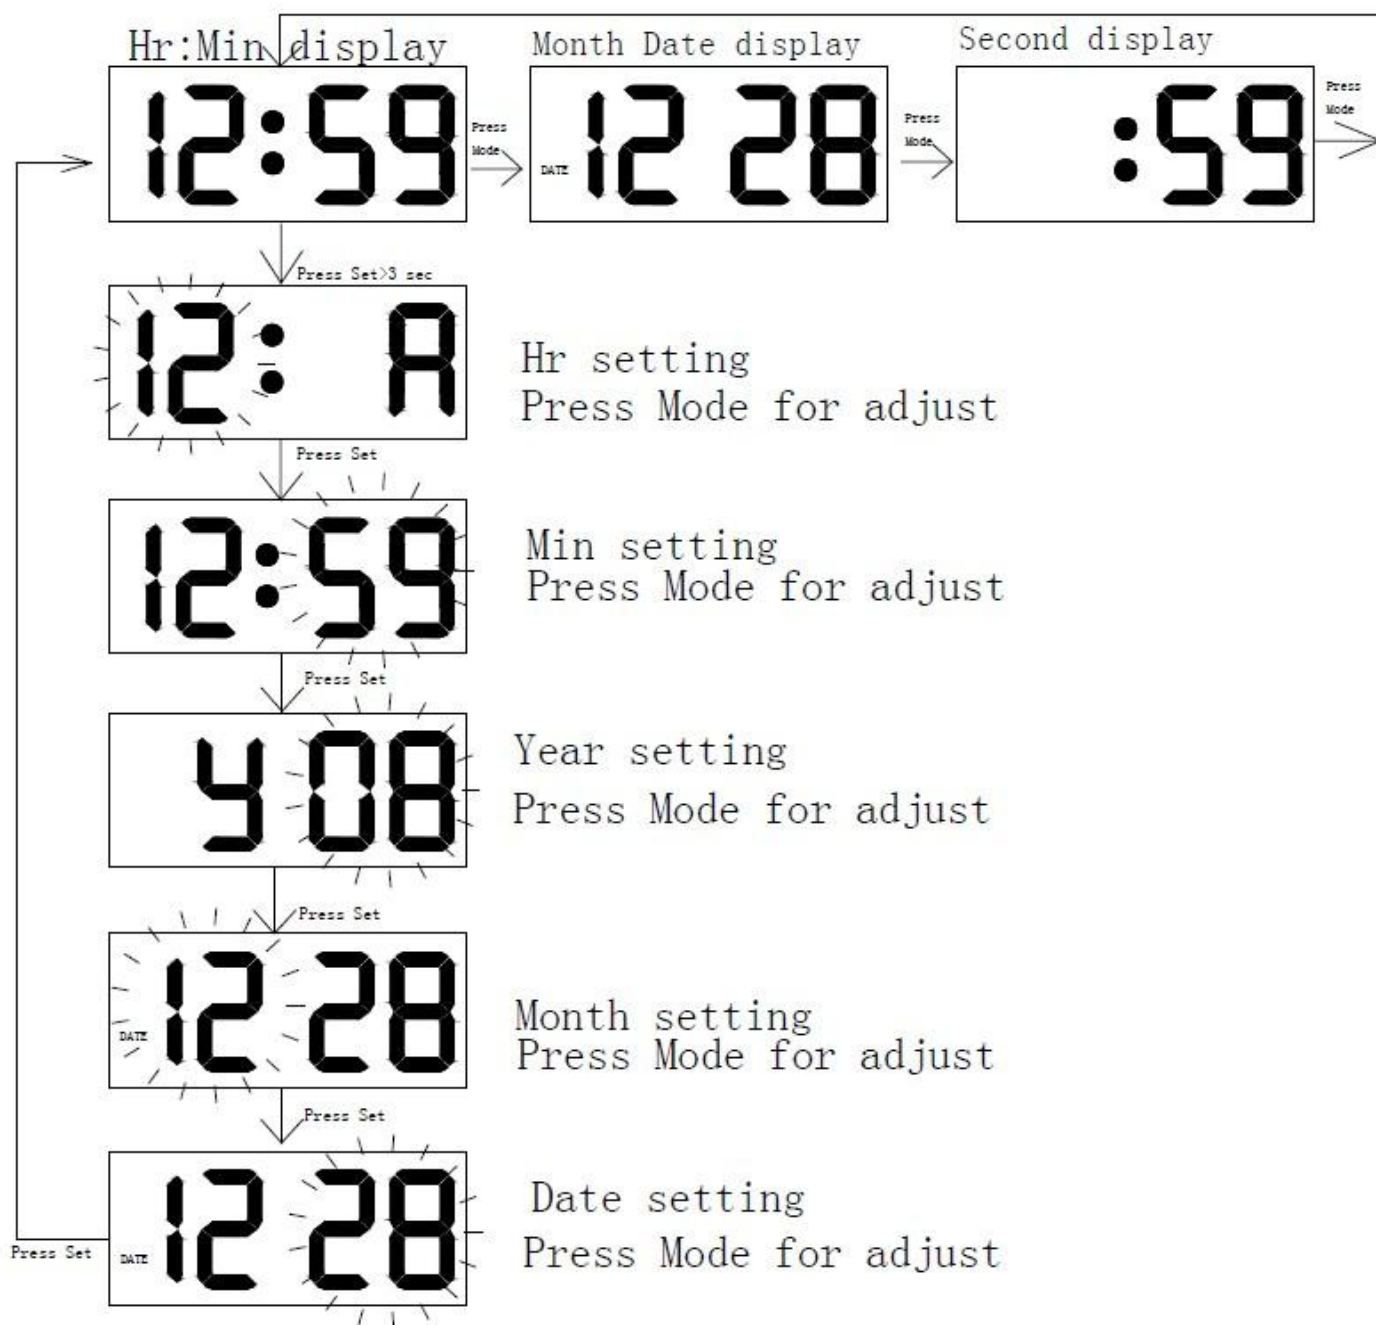 Hr:Min display
Month Date display
Second display
12:59
Press
Mode
DATE 12 28
Press
Mode
:59
Press
Mode
Press Set>3 sec
12: A
Hr setting
Press Mode for adjust
Press Set
12:59
Min setting
Press Mode for adjust
Press Set
y 08
Year setting
Press Mode for adjust
Press Set
DATE 12 28
Month setting
Press Mode for adjust
Press Set
DATE 12 28
Date setting
Press Mode for adjust
Press Set